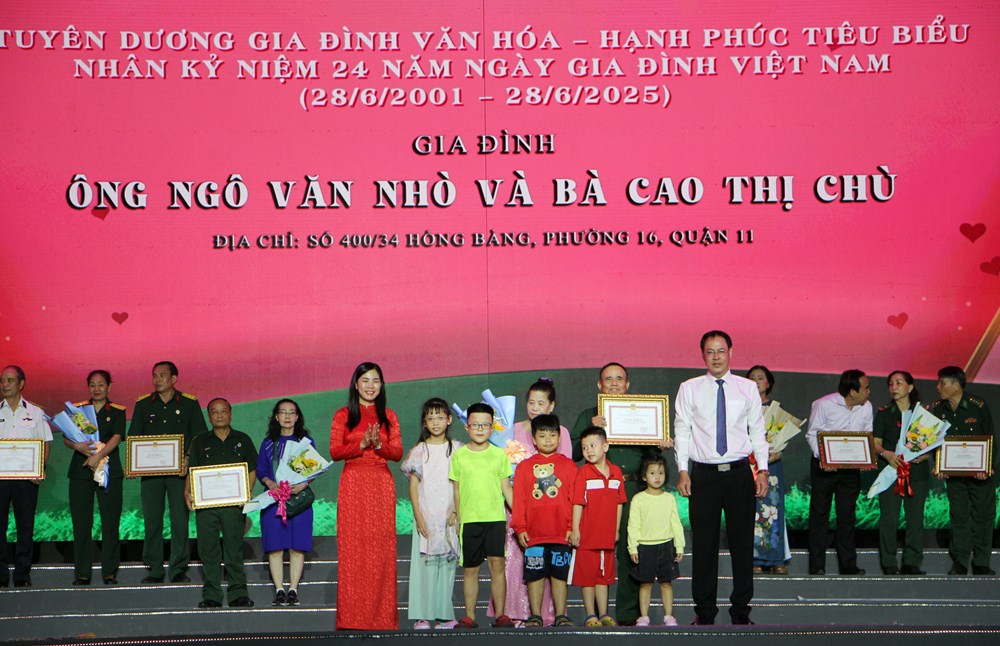 TUYÊN DƯƠNG GIA ĐÌNH VĂN HÓA – HẠNH PHÚC TIÊU BIỂU
NHÂN KỶ NIỆM 24 NĂM NGÀY GIA ĐÌNH VIỆT NAM
(28/6/2001 – 28/6/2025)
GIA ĐÌNH
ÔNG NGÔ VĂN NHÒ VÀ BÀ CAO THỊ CHÙ
ĐỊA CHỈ: SỐ 400/34 HỒNG BÀNG, PHƯỜNG 16, QUẬN 11